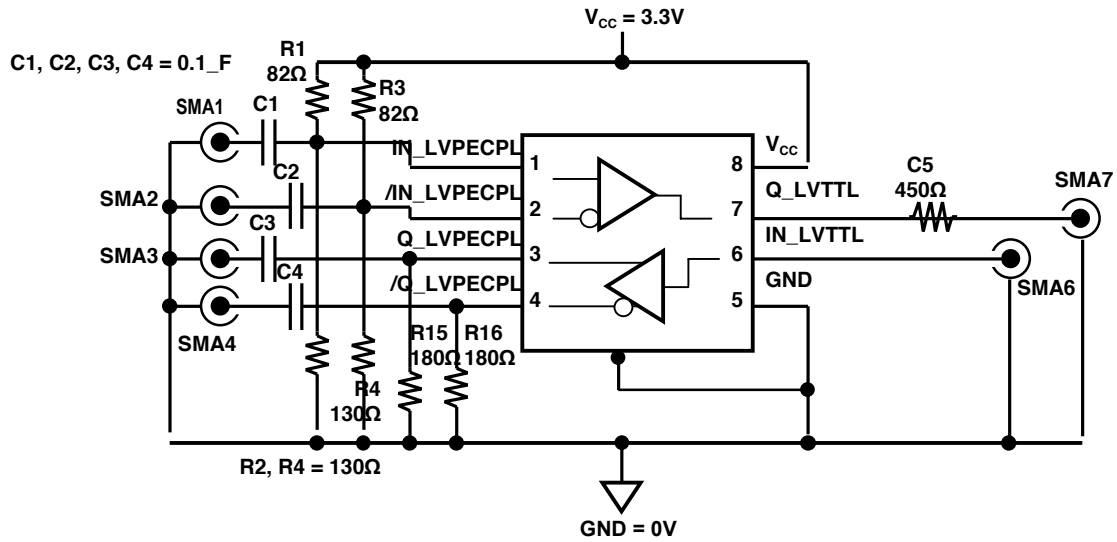 V_CC = 3.3V
C1, C2, C3, C4 = 0.1_F
R1
82Ω
R3
82Ω
SMA1
C1
IN_LVPECPL
1
8
V_CC
C2
SMA2
/IN_LVPECPL
2
7
Q_LVTTL
C5
450Ω
SMA7
C3
SMA3
Q_LVPECPL
3
6
IN_LVTTL
SMA6
C4
SMA4
/Q_LVPECPL
4
5
GND
R15
180Ω
R16
180Ω
R4
130Ω
R2, R4 = 130Ω
GND = 0V